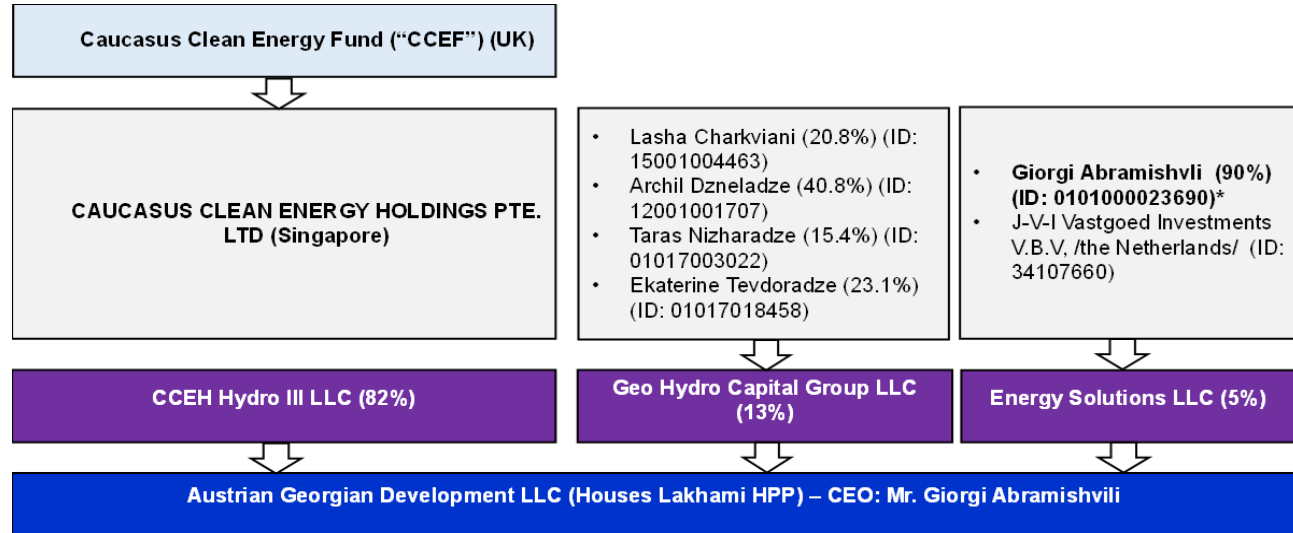 Caucasus Clean Energy Fund (“CCEF”) (UK)
CAUCASUS CLEAN ENERGY HOLDINGS PTE.
LTD (Singapore)
• Lasha Charkviani (20.8%) (ID:
15001004463)
• Archil Dzneladze (40.8%) (ID:
12001001707)
• Taras Nizharadze (15.4%) (ID:
01017003022)
• Ekaterine Tevdoradze (23.1%)
(ID: 01017018458)
• Giorgi Abramishvli (90%)
(ID: 0101000023690)*
• J-V-I Vastgoed Investments
V.B.V, /the Netherlands/ (ID:
34107660)
CCEH Hydro III LLC (82%)
Geo Hydro Capital Group LLC
(13%)
Energy Solutions LLC (5%)
Austrian Georgian Development LLC (Houses Lakhami HPP) – CEO: Mr. Giorgi Abramishvili